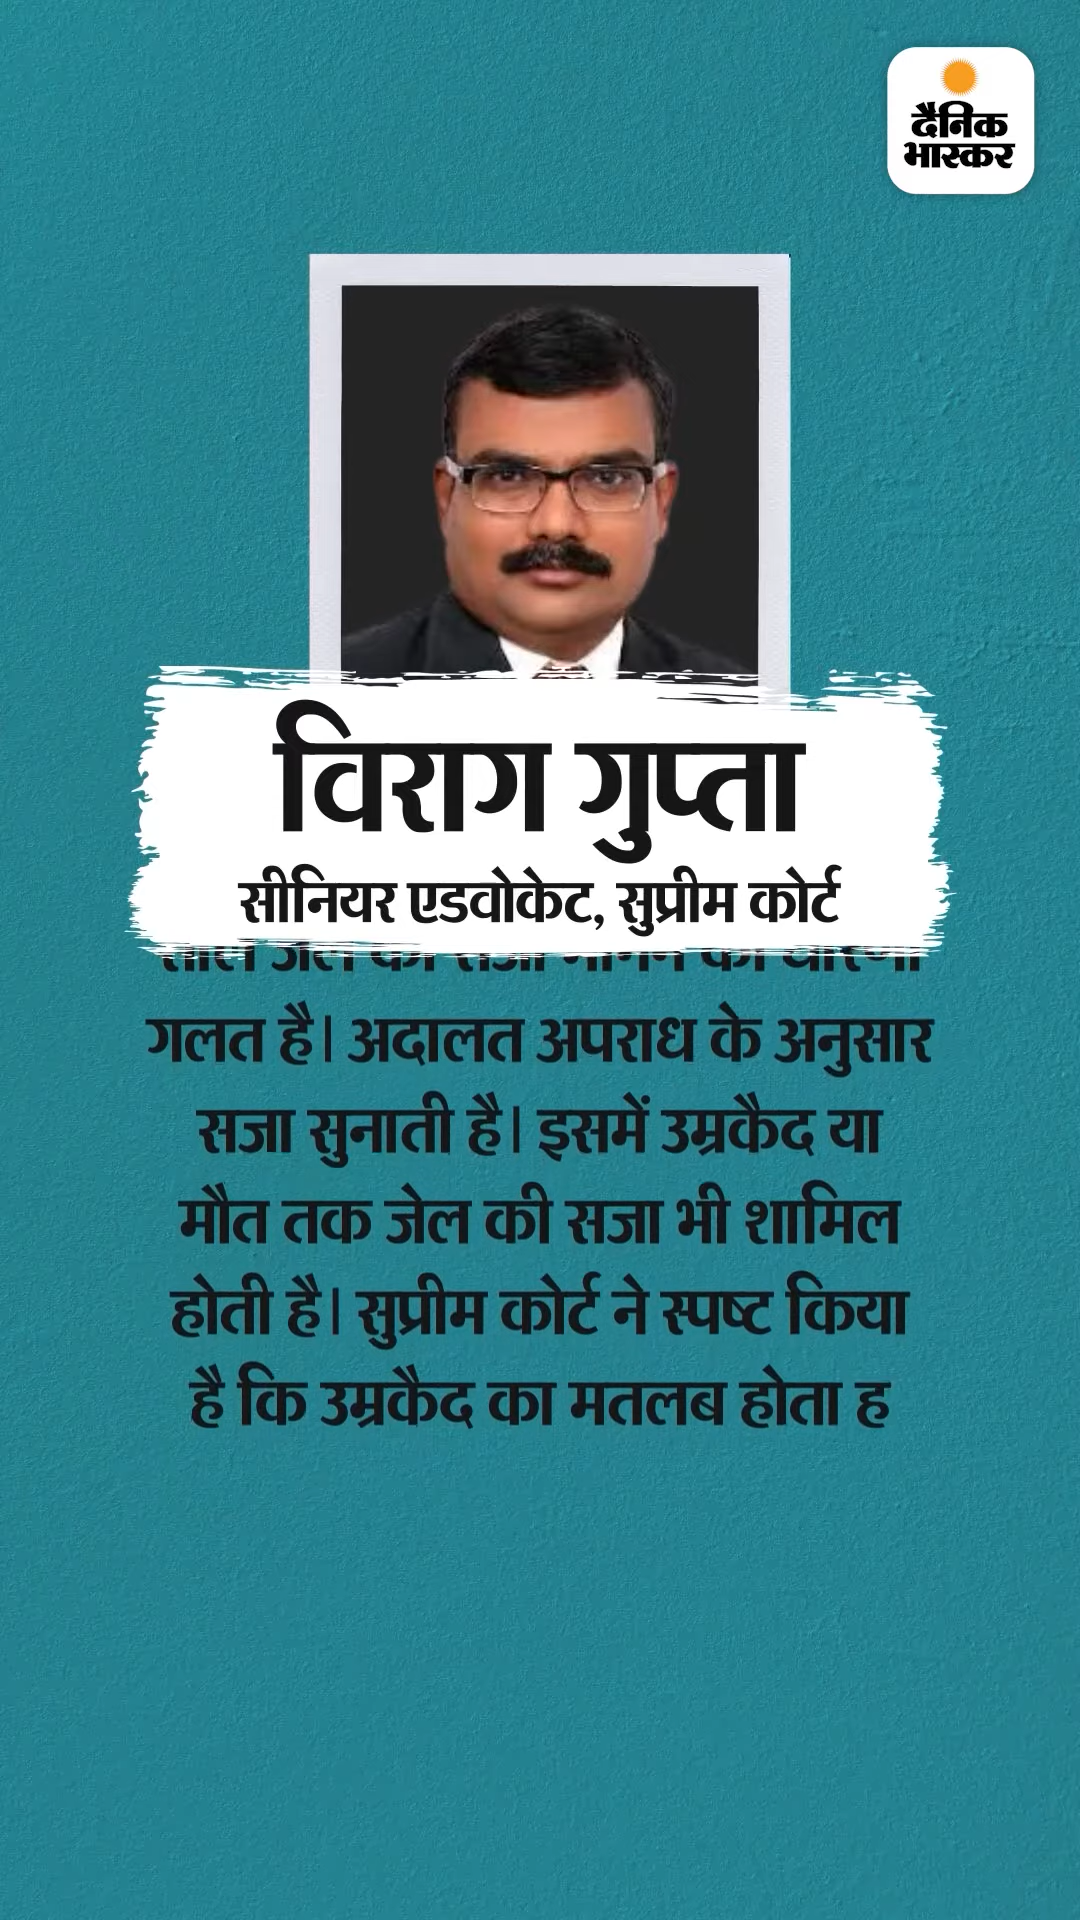 दैनिक
भास्कर
विराग गुप्ता
सीनियर एडवोकेट, सुप्रीम कोर्ट
गलत है। अदालत अपराध के अनुसार
सजा सुनाती है। इसमें उम्रकैद या
मौत तक जेल की सजा भी शामिल
होती है। सुप्रीम कोर्ट ने स्पष्ट किया
है कि उम्रकैद का मतलब होता ह